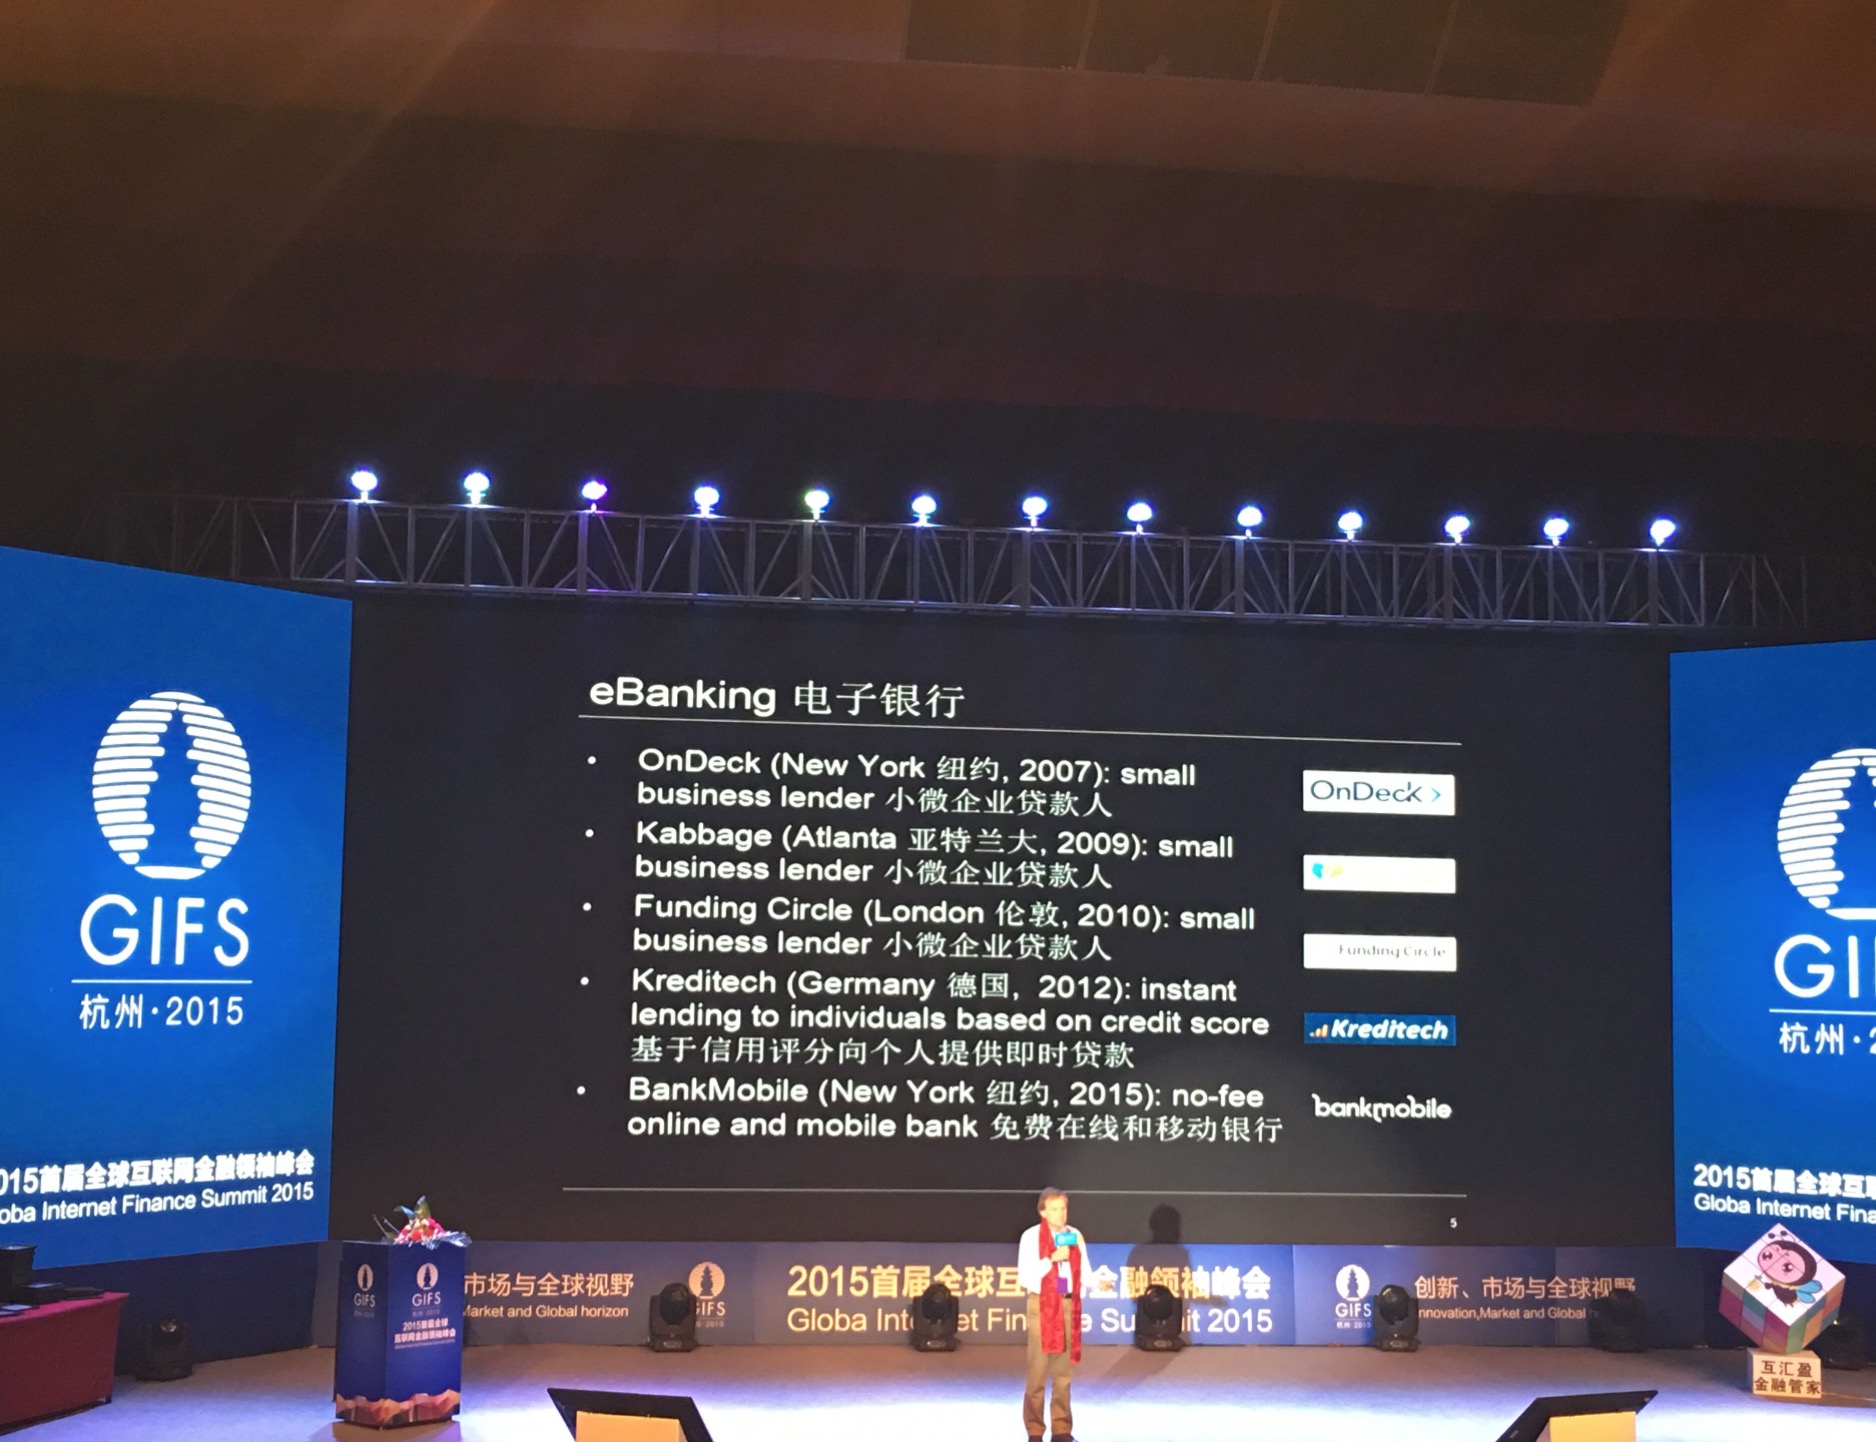 eBanking 电子银行
• OnDeck (New York 纽约, 2007): small
business lender 小微企业贷款人
OnDeck
• Kabbage (Atlanta 亚特兰大, 2009): small
business lender 小微企业贷款人
• Funding Circle (London 伦敦, 2010): small
business lender 小微企业贷款人
Funding Circle
• Kreditech (Germany 德国, 2012): instant
lending to individuals based on credit score
基于信用评分向个人提供即时贷款
Kreditech
• BankMobile (New York 纽约, 2015): no-fee
online and mobile bank 免费在线和移动银行
bankmobile
5
GIFS
杭州·2015
015首届全球互联网金融领袖峰会
oba Internet Finance Summit 2015
GI
杭州·2
2015首届全球互
Globa Internet Fina
GIFS
GIFS
杭州·2015
2015首届全球
互联网金融领袖峰会
市场与全球视野
Market and Global horizon
GIFS
2015首届全球互 金融领袖峰会
Globa Int et Fin Su it 2015
GIFS
杭州·2015
创新、市场与全球视野
nnovation,Market and Global h
互汇盈
金融管家